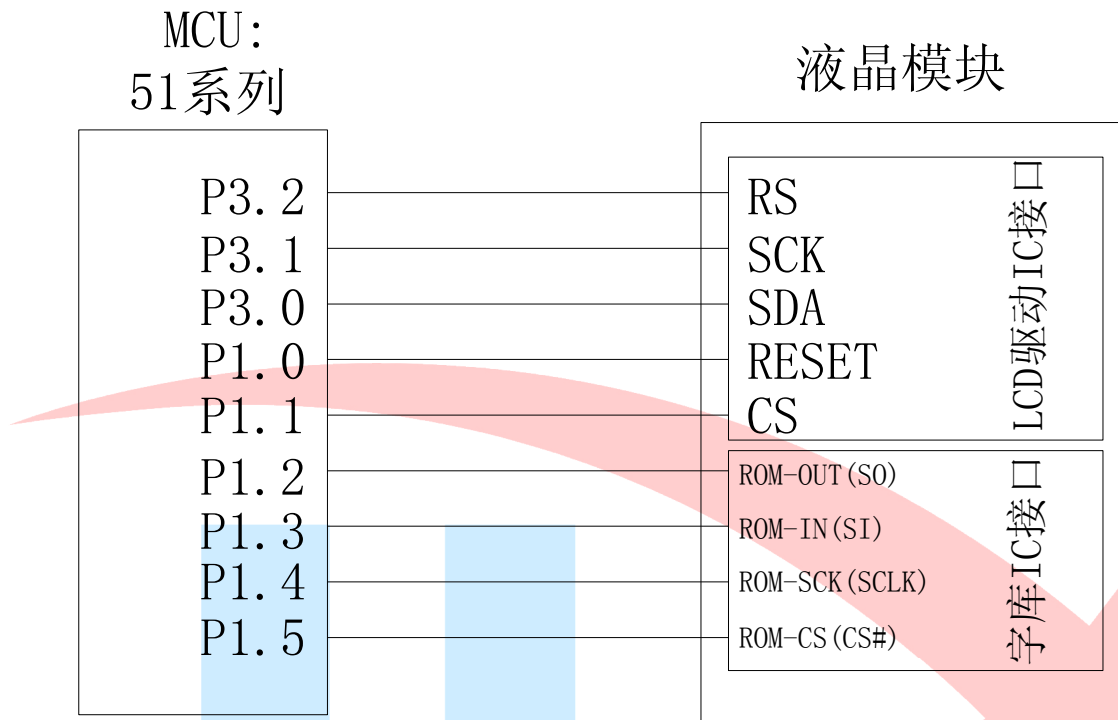 MCU:
51系列
液晶模块
P3.2
P3.1
P3.0
P1.0
P1.1
P1.2
P1.3
P1.4
P1.5
RS
SCK
SDA
RESET
CS
LCD驱动IC接口
ROM-OUT(SO)
ROM-IN(SI)
ROM-SCK(SCLK)
ROM-CS(CS#)
字库IC接口